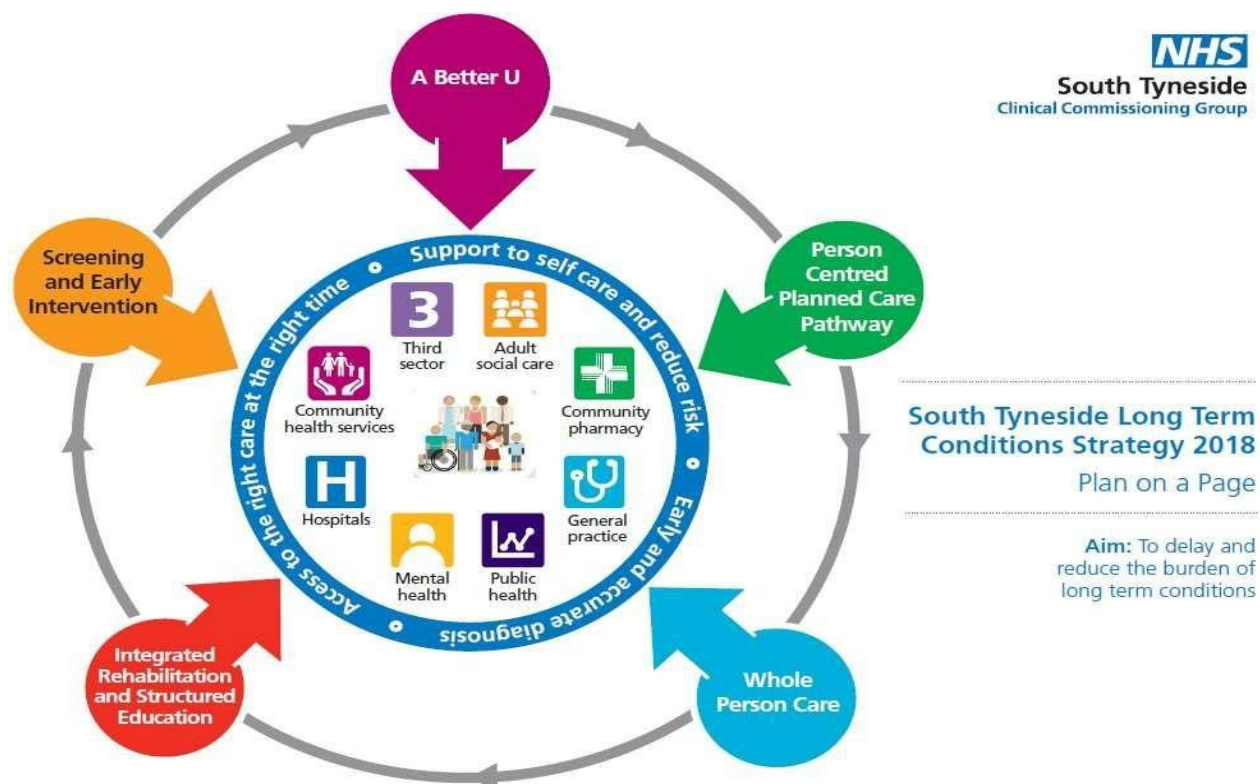 A Better U
NHS
South Tyneside
Clinical Commissioning Group
Screening
and Early
Intervention
Person
Centred
Planned Care
Pathway
Support to self care and reduce risk
Early and accurate diagnosis
Access to the right care at the right time
3
Third
sector
Adult
social care
Community
health services
Community
pharmacy
H
Hospitals
General
practice
Mental
health
Public
health
Integrated
Rehabilitation
and Structured
Education
Whole
Person Care
South Tyneside Long Term
Conditions Strategy 2018
Plan on a Page
Aim: To delay and
reduce the burden of
long term conditions